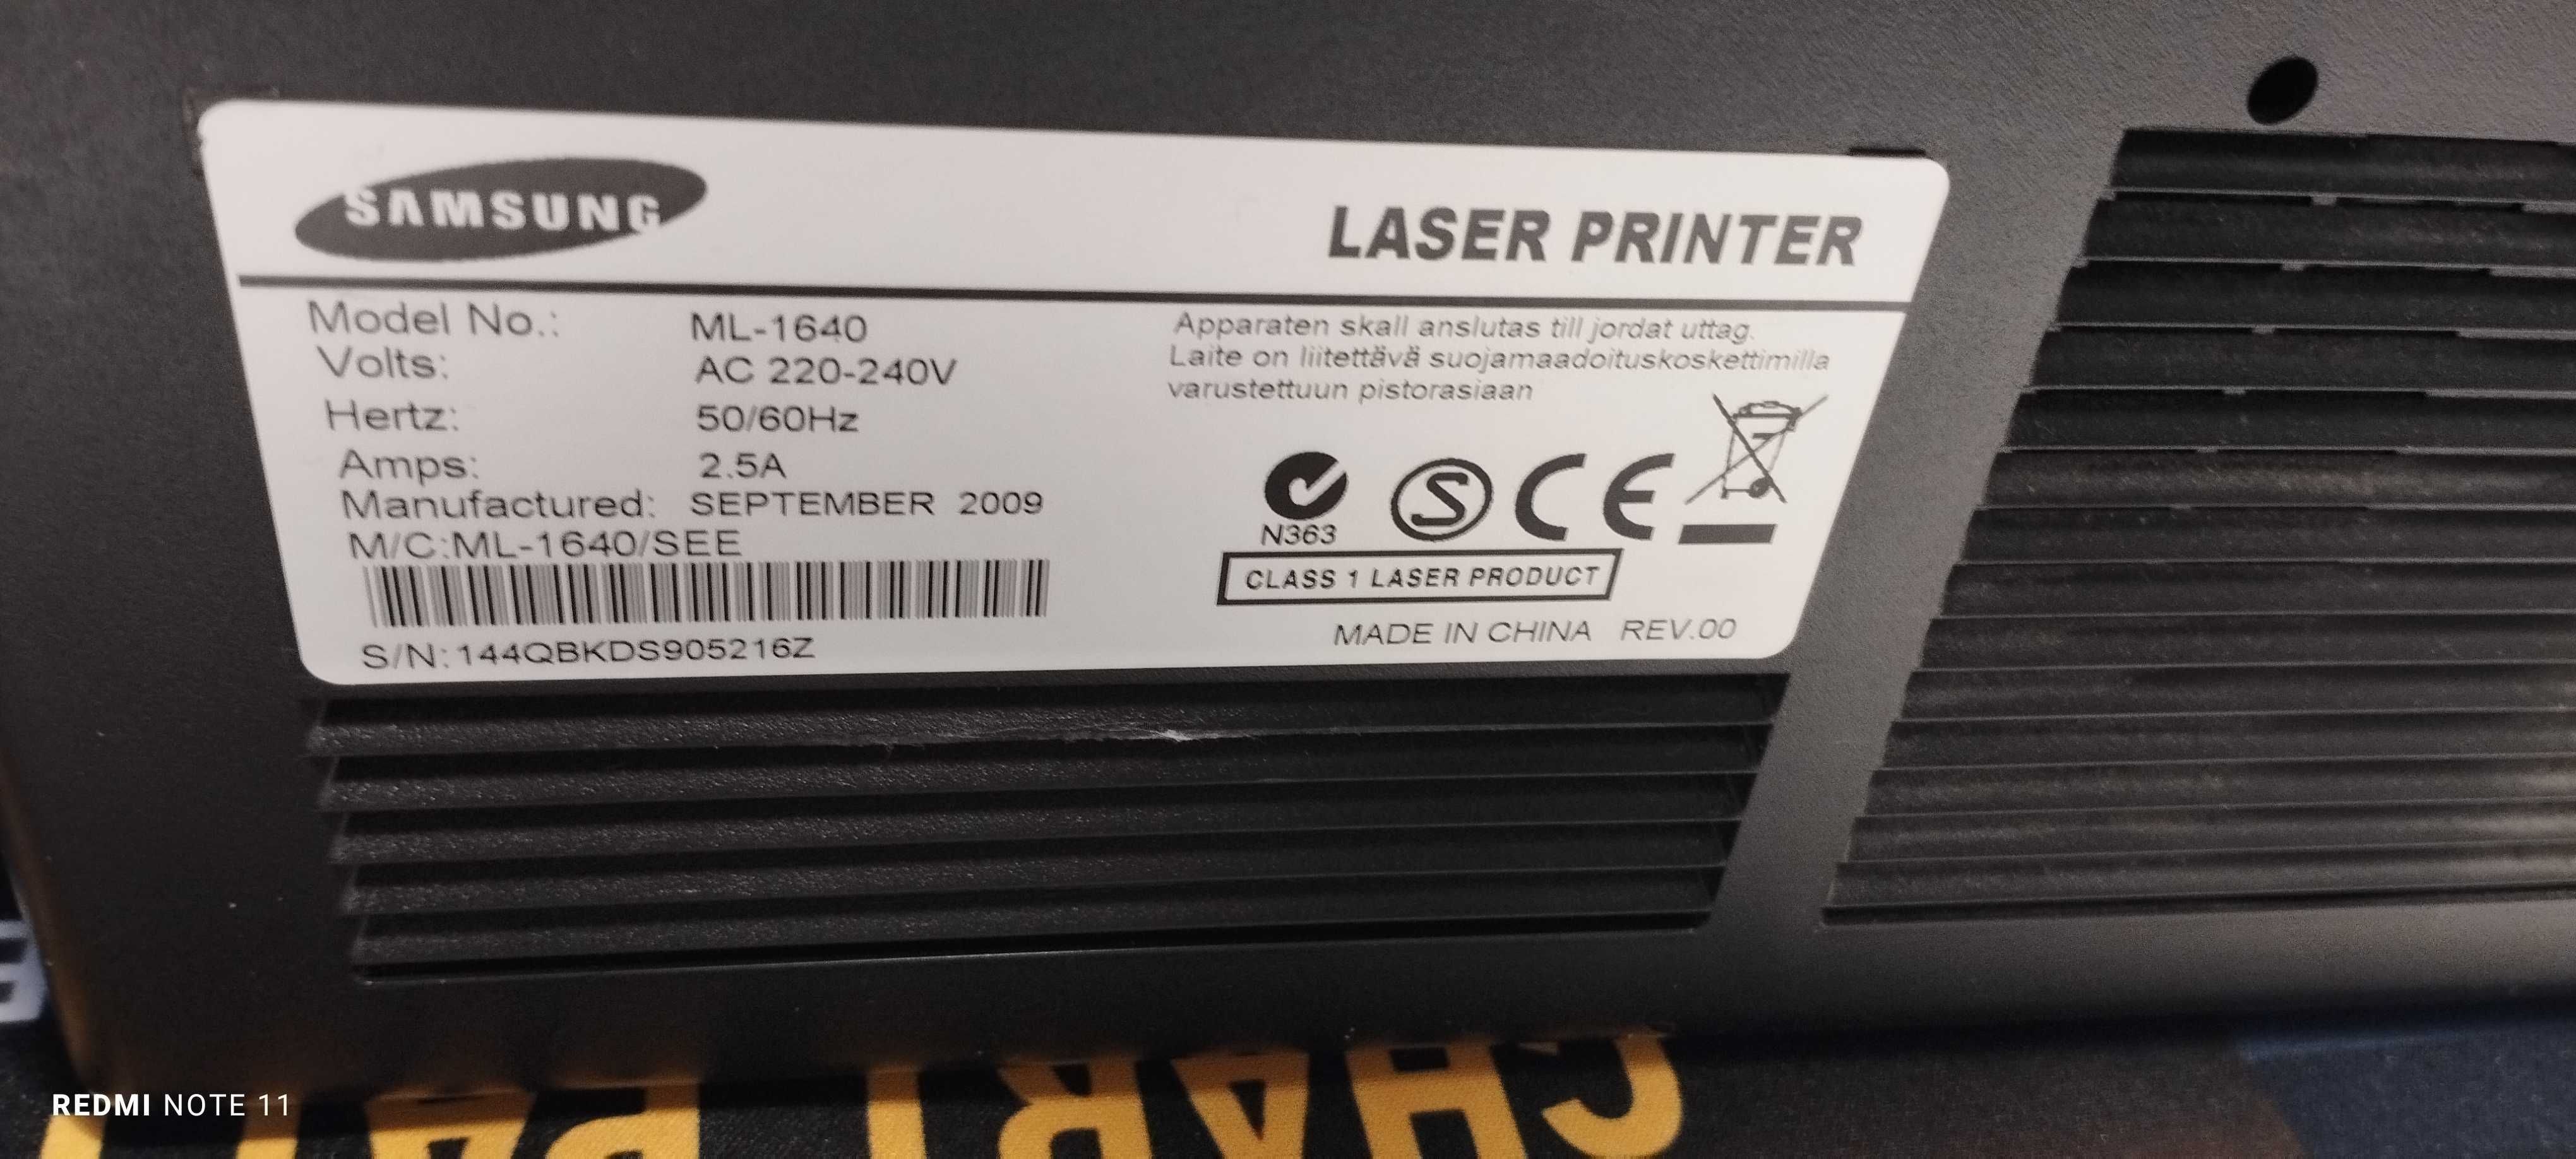 SAMSUNG
LASER PRINTER
Model No.: ML-1640
Volts: AC 220-240V
Hertz: 50/60Hz
Amps: 2.5A
Manufactured: SEPTEMBER 2009
M/C:ML-1640/SEE
S/N:144QBKDS905216Z
Apparaten skall anslutas till jordat uttag.
Laite on liitettävä suojamaadoituskoskettimilla
varustettuun pistorasiaan
N363
S CE
CLASS 1 LASER PRODUCT
MADE IN CHINA REV.00
CHART
REDMI NOTE 11